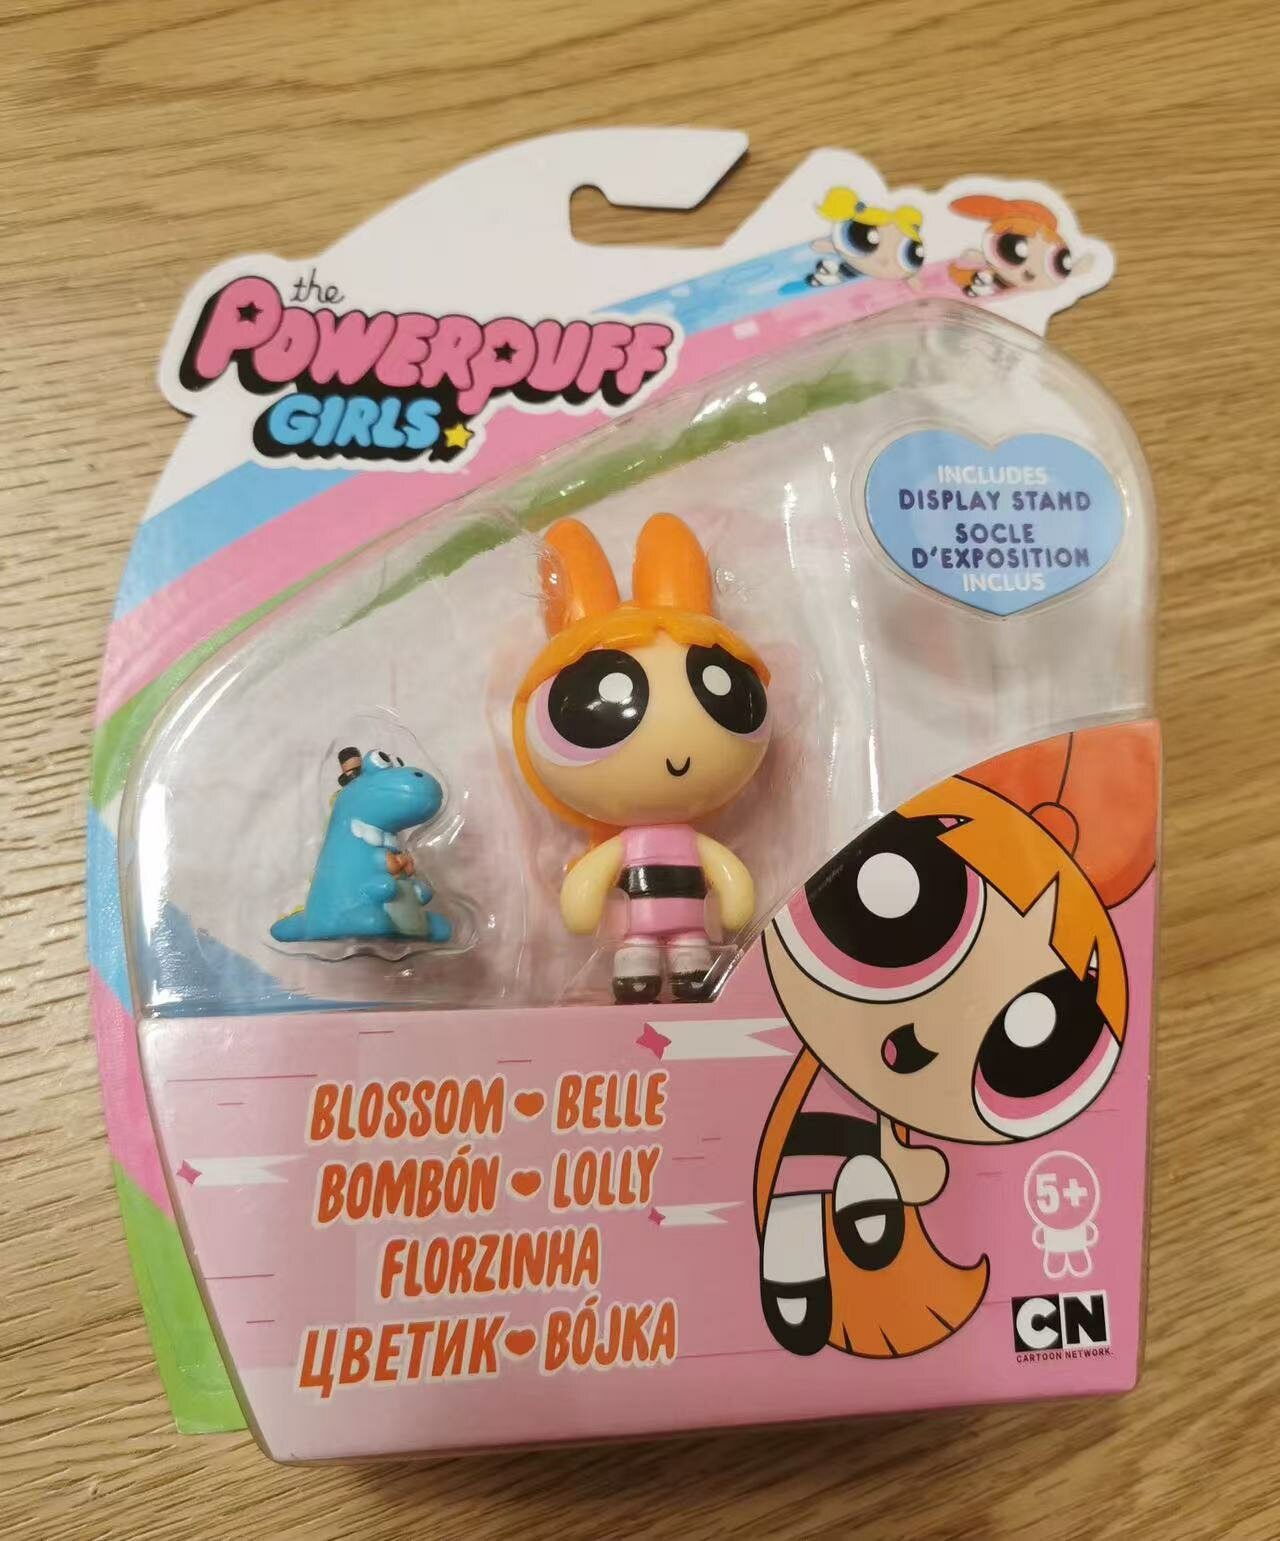 the
POWERPUFF
GIRLS
INCLUDES
DISPLAY STAND
SOCLE
D'EXPOSITION
INCLUS
BLOSSOM BELLE
BOMBÓN LOLLY
FLORZINHA
ЦВЕТИК BÓJKA
5+
CN
CARTOON NETWORK